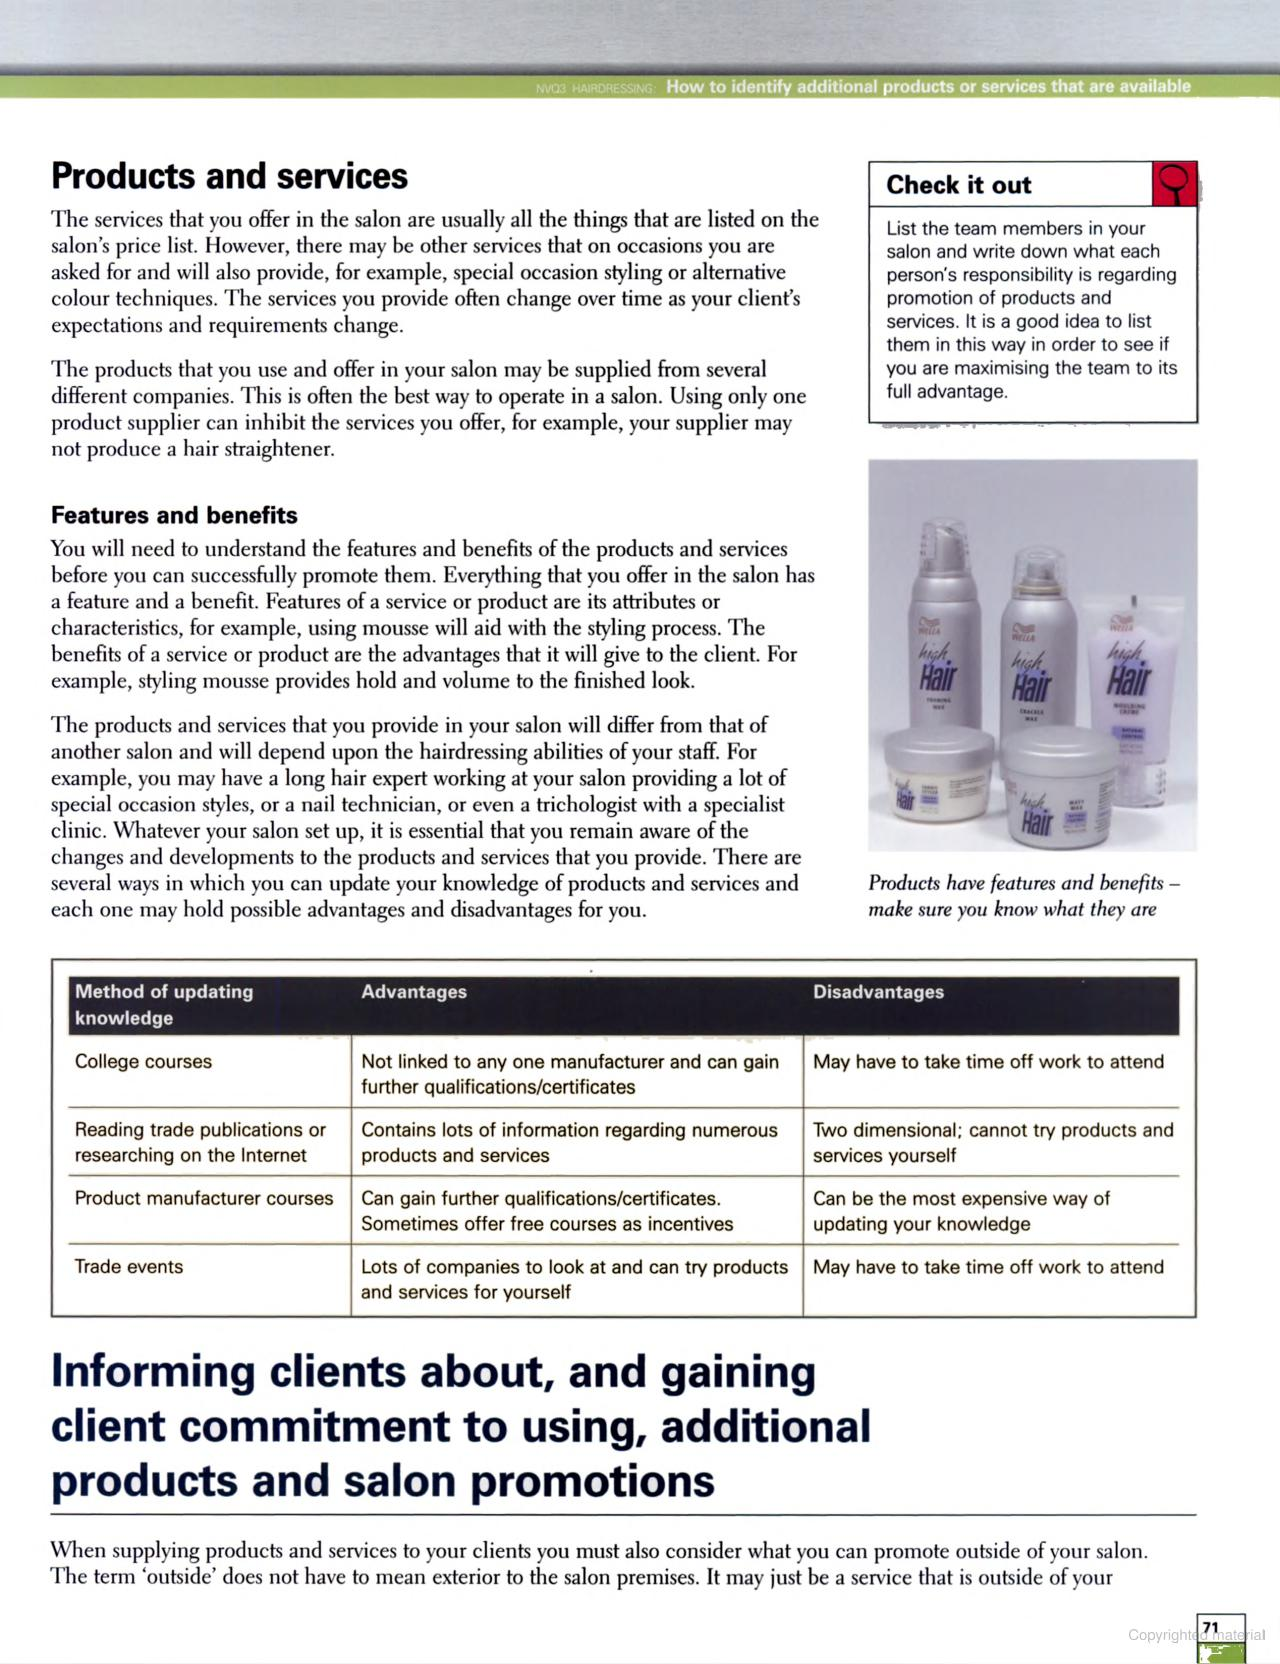 NVQ3 HAIRDRESSING: How to identify additional products or services that are available
Products and services
The services that you offer in the salon are usually all the things that are listed on the
salon's price list. However, there may be other services that on occasions you are
asked for and will also provide, for example, special occasion styling or alternative
colour techniques. The services you provide often change over time as your client's
expectations and requirements change.
The products that you use and offer in your salon may be supplied from several
different companies. This is often the best way to operate in a salon. Using only one
product supplier can inhibit the services you offer, for example, your supplier may
not produce a hair straightener.
Features and benefits
You will need to understand the features and benefits of the products and services
before you can successfully promote them. Everything that you offer in the salon has
a feature and a benefit. Features of a service or product are its attributes or
characteristics, for example, using mousse will aid with the styling process. The
benefits of a service or product are the advantages that it will give to the client. For
example, styling mousse provides hold and volume to the finished look.
The products and services that you provide in your salon will differ from that of
another salon and will depend upon the hairdressing abilities of your staff. For
example, you may have a long hair expert working at your salon providing a lot of
special occasion styles, or a nail technician, or even a trichologist with a specialist
clinic. Whatever your salon set up, it is essential that you remain aware of the
changes and developments to the products and services that you provide. There are
several ways in which you can update your knowledge of products and services and
each one may hold possible advantages and disadvantages for you.
Check it out
List the team members in your
salon and write down what each
person's responsibility is regarding
promotion of products and
services. It is a good idea to list
them in this way in order to see if
you are maximising the team to its
full advantage.
WELLA
high
Hair
WELLA
high
Hair
CRACKLE
WAX
WELLA
high
Hair
MOULDING
CREME
high
Hair
high
Hair
MATT
WAX
Products have features and benefits –
make sure you know what they are
Method of updating
knowledge
Advantages
Disadvantages
College courses
Not linked to any one manufacturer and can gain
further qualifications/certificates
May have to take time off work to attend
Reading trade publications or
researching on the Internet
Contains lots of information regarding numerous
products and services
Two dimensional; cannot try products and
services yourself
Product manufacturer courses
Can gain further qualifications/certificates.
Sometimes offer free courses as incentives
Can be the most expensive way of
updating your knowledge
Trade events
Lots of companies to look at and can try products
and services for yourself
May have to take time off work to attend
Informing clients about, and gaining
client commitment to using, additional
products and salon promotions
When supplying products and services to your clients you must also consider what you can promote outside of your salon.
The term 'outside' does not have to mean exterior to the salon premises. It may just be a service that is outside of your
71
Copyrighted material